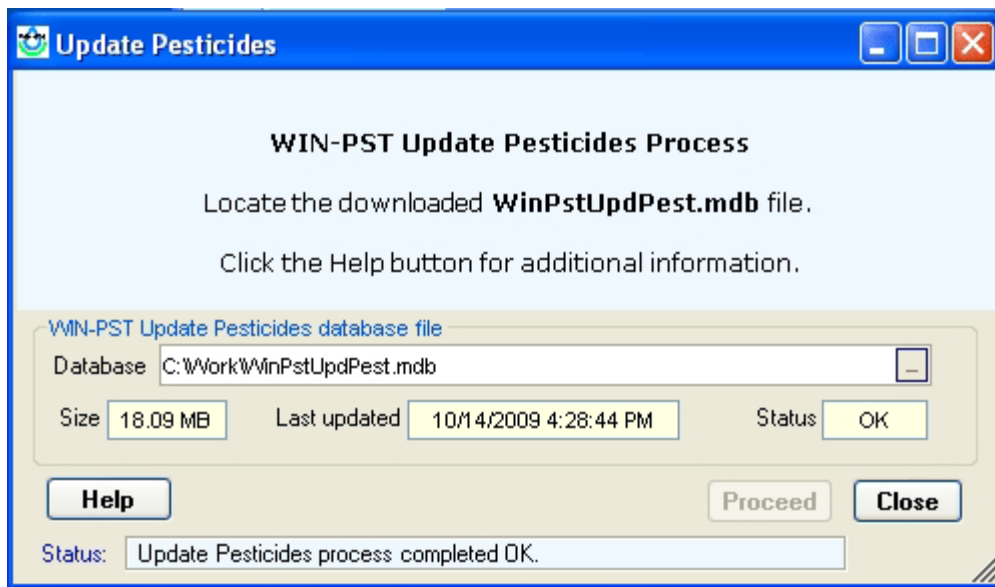 Update Pesticides
WIN-PST Update Pesticides Process
Locate the downloaded WinPstUpdPest.mdb file.
Click the Help button for additional information.
WIN-PST Update Pesticides database file
Database C:\Work\WinPstUpdPest.mdb ...
Size 18.09 MB Last updated 10/14/2009 4:28:44 PM Status OK
Help Proceed Close
Status: Update Pesticides process completed OK.